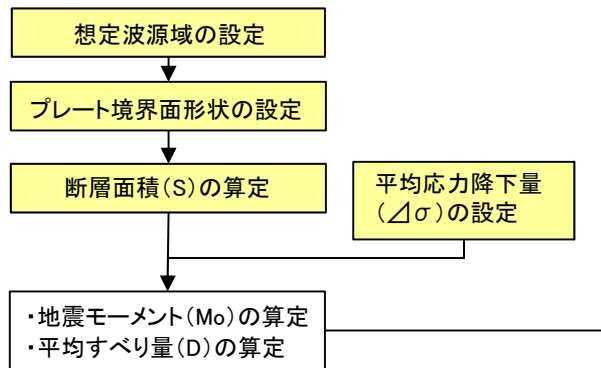 想定波源域の設定
プレート境界面形状の設定
断層面積(S)の算定
平均応力降下量
(⊿σ)の設定
・地震モーメント(Mo)の算定
・平均すべり量(D)の算定